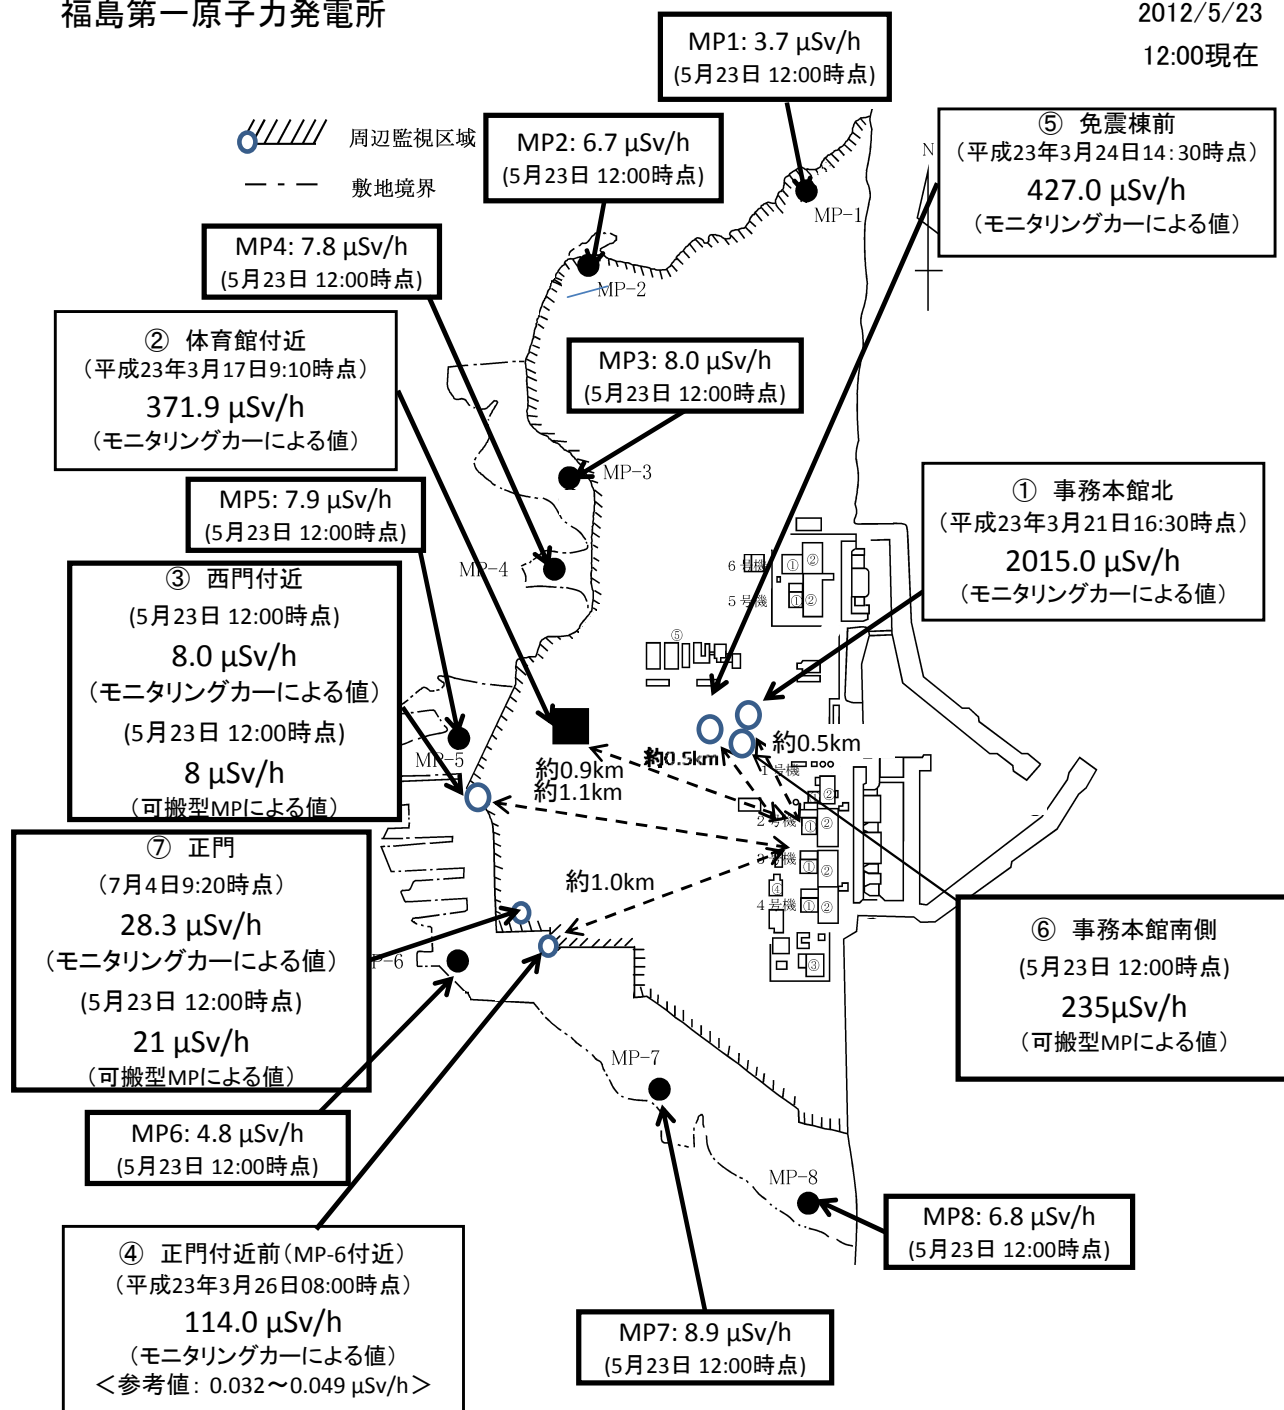 福島第一原子力発電所
2012/5/23
12:00現在
MP1: 3.7 µSv/h
(5月23日 12:00時点)
周辺監視区域
敷地境界
MP2: 6.7 µSv/h
(5月23日 12:00時点)
⑤ 免震棟前
（平成23年3月24日14:30時点）
427.0 µSv/h
（モニタリングカーによる値）
N
MP-1
MP4: 7.8 µSv/h
(5月23日 12:00時点)
MP-2
② 体育館付近
（平成23年3月17日9:10時点）
371.9 µSv/h
（モニタリングカーによる値）
MP3: 8.0 µSv/h
(5月23日 12:00時点)
MP-3
MP5: 7.9 µSv/h
(5月23日 12:00時点)
① 事務本館北
（平成23年3月21日16:30時点）
2015.0 µSv/h
（モニタリングカーによる値）
MP-4
6号機
① ②
5号機
① ②
⑤
③ 西門付近
(5月23日 12:00時点)
8.0 µSv/h
（モニタリングカーによる値）
(5月23日 12:00時点)
8 µSv/h
（可搬型MPによる値）
MP-5
約0.9km
約1.1km
約0.5km
約0.5km
1号機
① ②
2号機
① ②
3号機
① ②
④
4号機
① ②
③
約1.0km
⑦ 正門
（7月4日9:20時点）
28.3 µSv/h
（モニタリングカーによる値）
(5月23日 12:00時点)
21 µSv/h
（可搬型MPによる値）
P-6
⑥ 事務本館南側
(5月23日 12:00時点)
235µSv/h
（可搬型MPによる値）
MP-7
MP6: 4.8 µSv/h
(5月23日 12:00時点)
MP-8
MP8: 6.8 µSv/h
(5月23日 12:00時点)
④ 正門付近前（MP-6付近）
（平成23年3月26日08:00時点）
114.0 µSv/h
（モニタリングカーによる値）
＜参考値： 0.032～0.049 µSv/h＞
MP7: 8.9 µSv/h
(5月23日 12:00時点)